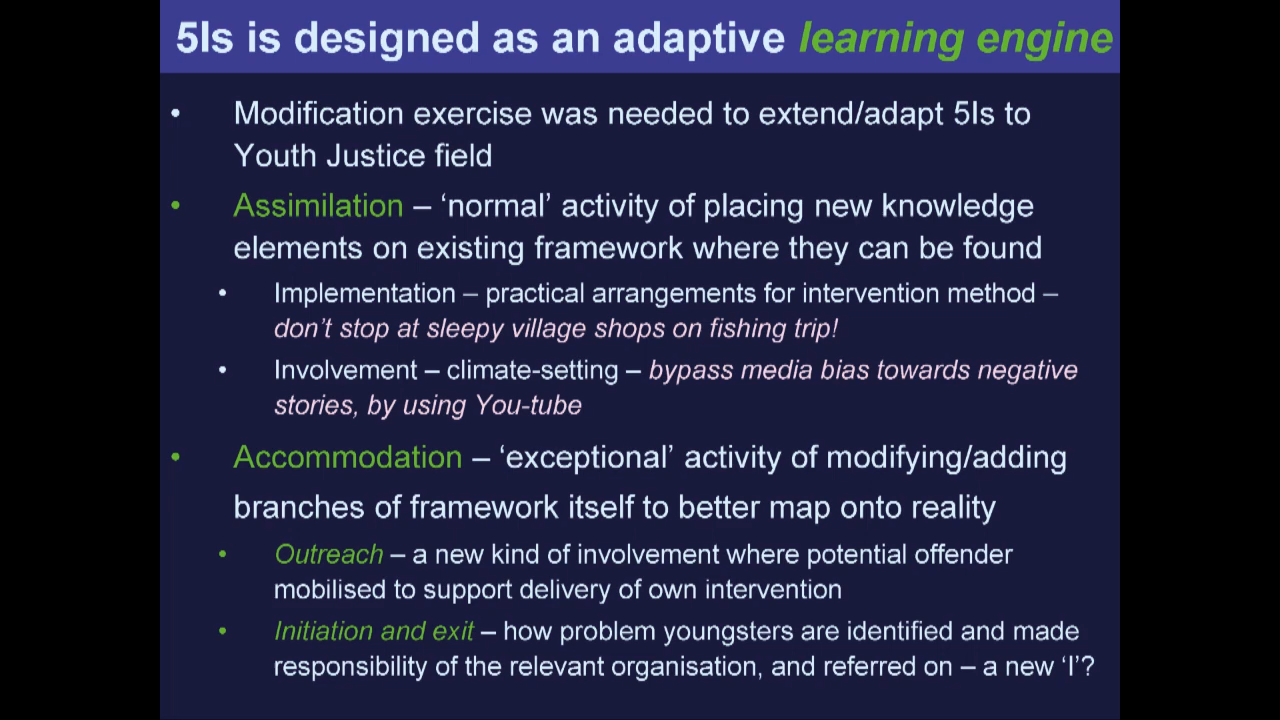 5Is is designed as an adaptive learning engine
• Modification exercise was needed to extend/adapt 5Is to
Youth Justice field
• Assimilation – ‘normal’ activity of placing new knowledge
elements on existing framework where they can be found
• Implementation – practical arrangements for intervention method –
don’t stop at sleepy village shops on fishing trip!
• Involvement – climate-setting – bypass media bias towards negative
stories, by using You-tube
• Accommodation – ‘exceptional’ activity of modifying/adding
branches of framework itself to better map onto reality
• Outreach – a new kind of involvement where potential offender
mobilised to support delivery of own intervention
• Initiation and exit – how problem youngsters are identified and made
responsibility of the relevant organisation, and referred on – a new ‘I’?